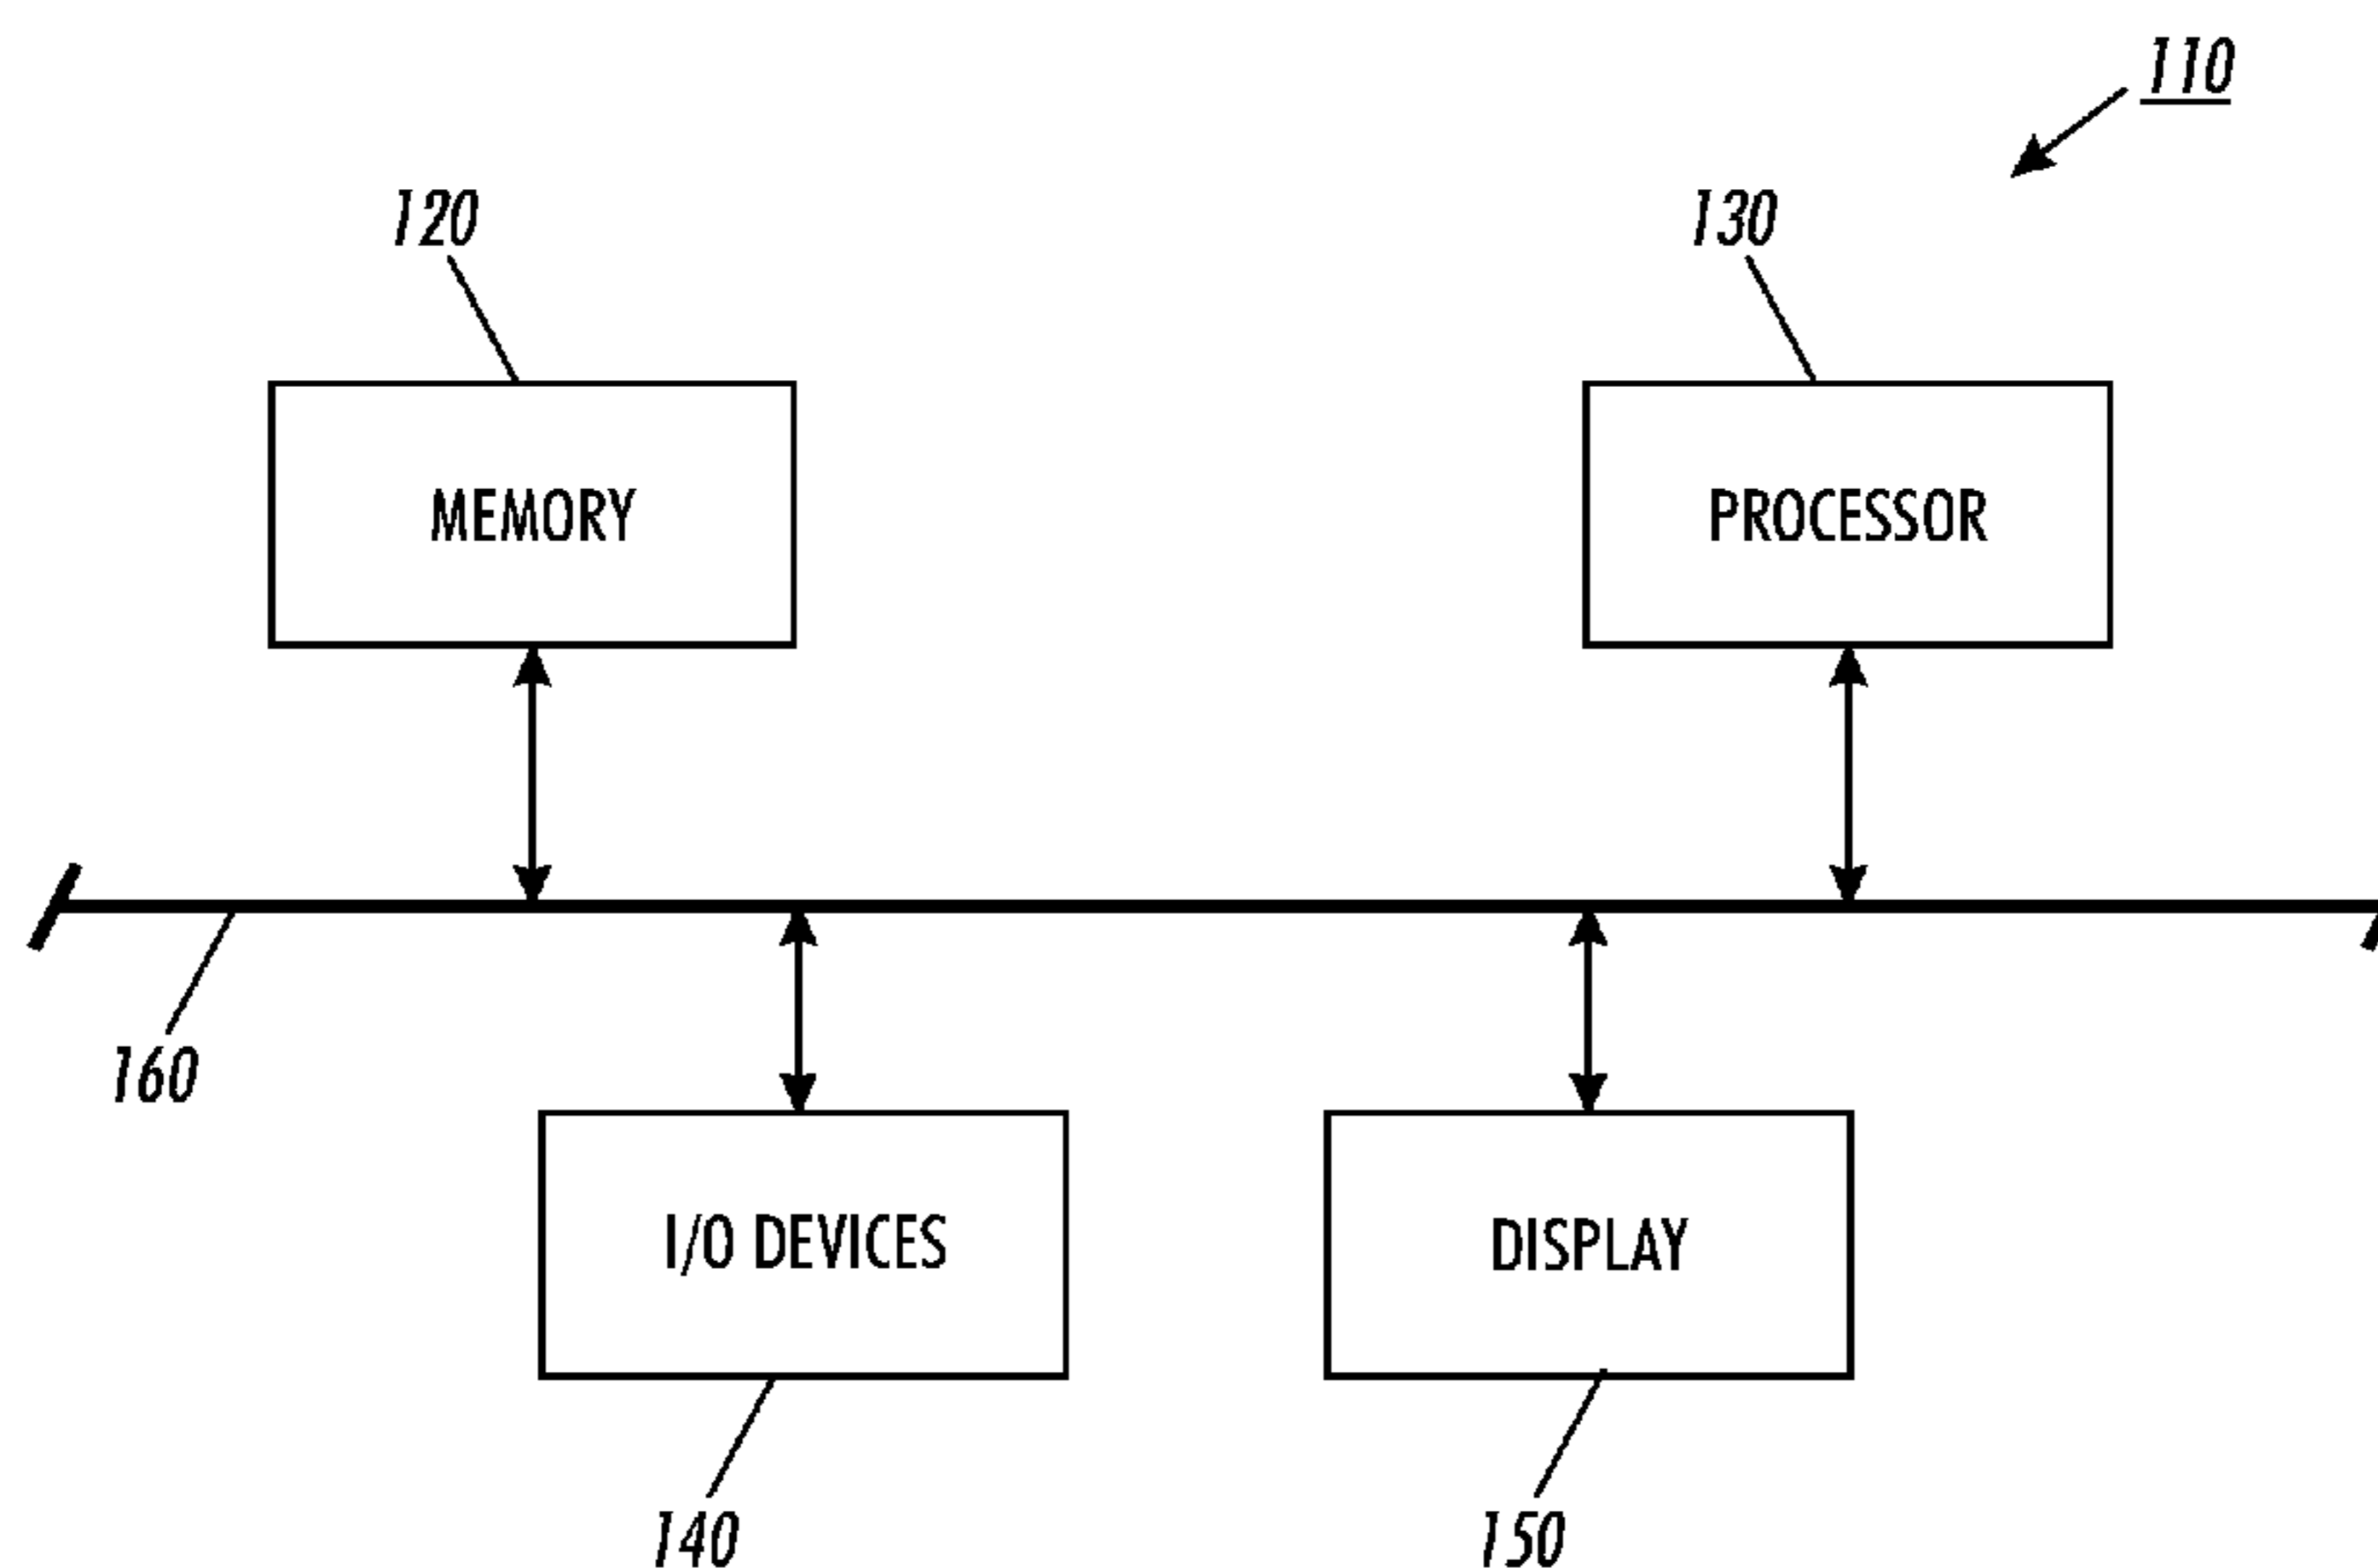 110
120
130
MEMORY
PROCESSOR
160
I/O DEVICES
DISPLAY
140
150